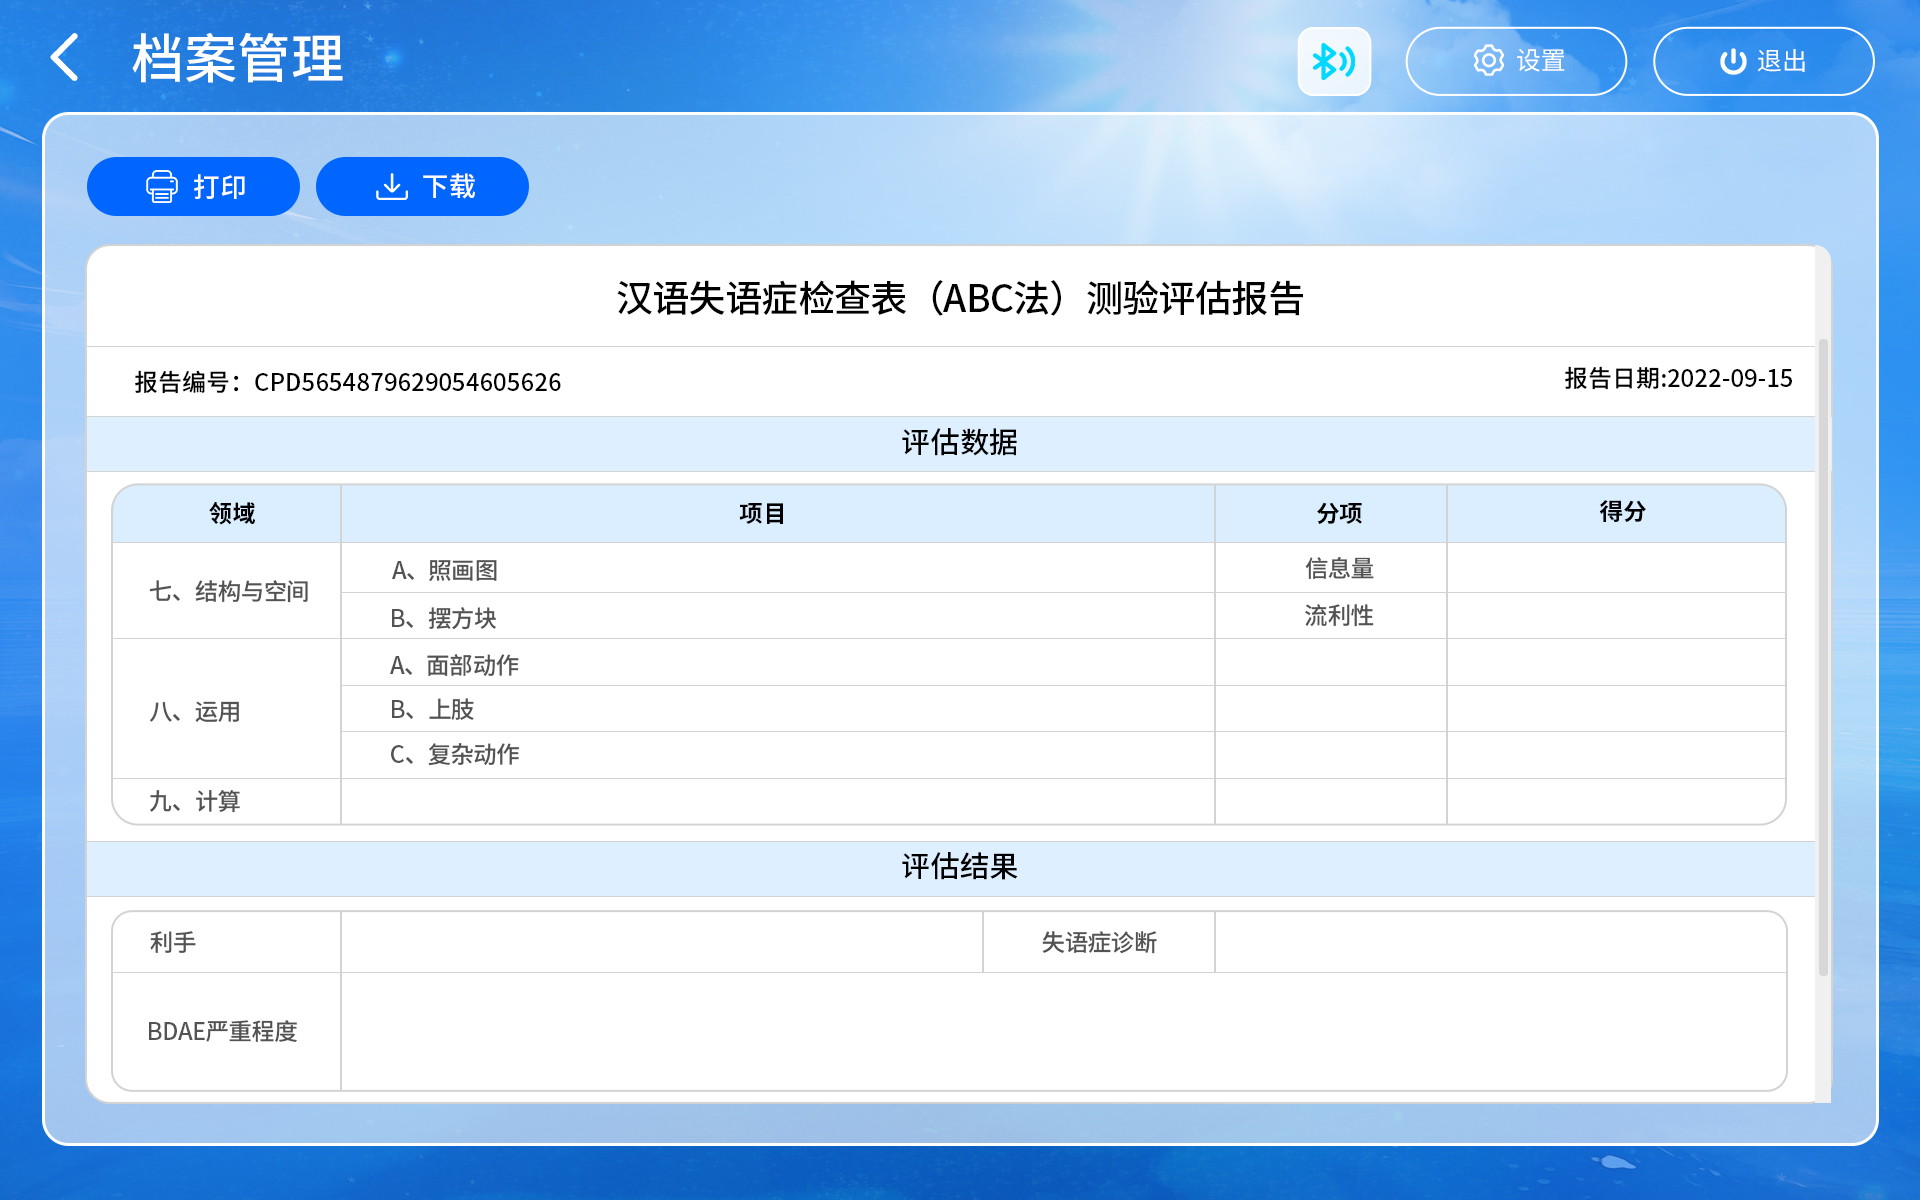 档案管理
设置
退出
打印
下载
汉语失语症检查表（ABC法）测验评估报告
报告编号：CPD5654879629054605626
报告日期:2022-09-15
评估数据
领域 项目 分项 得分
七、结构与空间
A、照画图 信息量
B、摆方块 流利性
八、运用
A、面部动作
B、上肢
C、复杂动作
九、计算
评估结果
利手 失语症诊断
BDAE严重程度